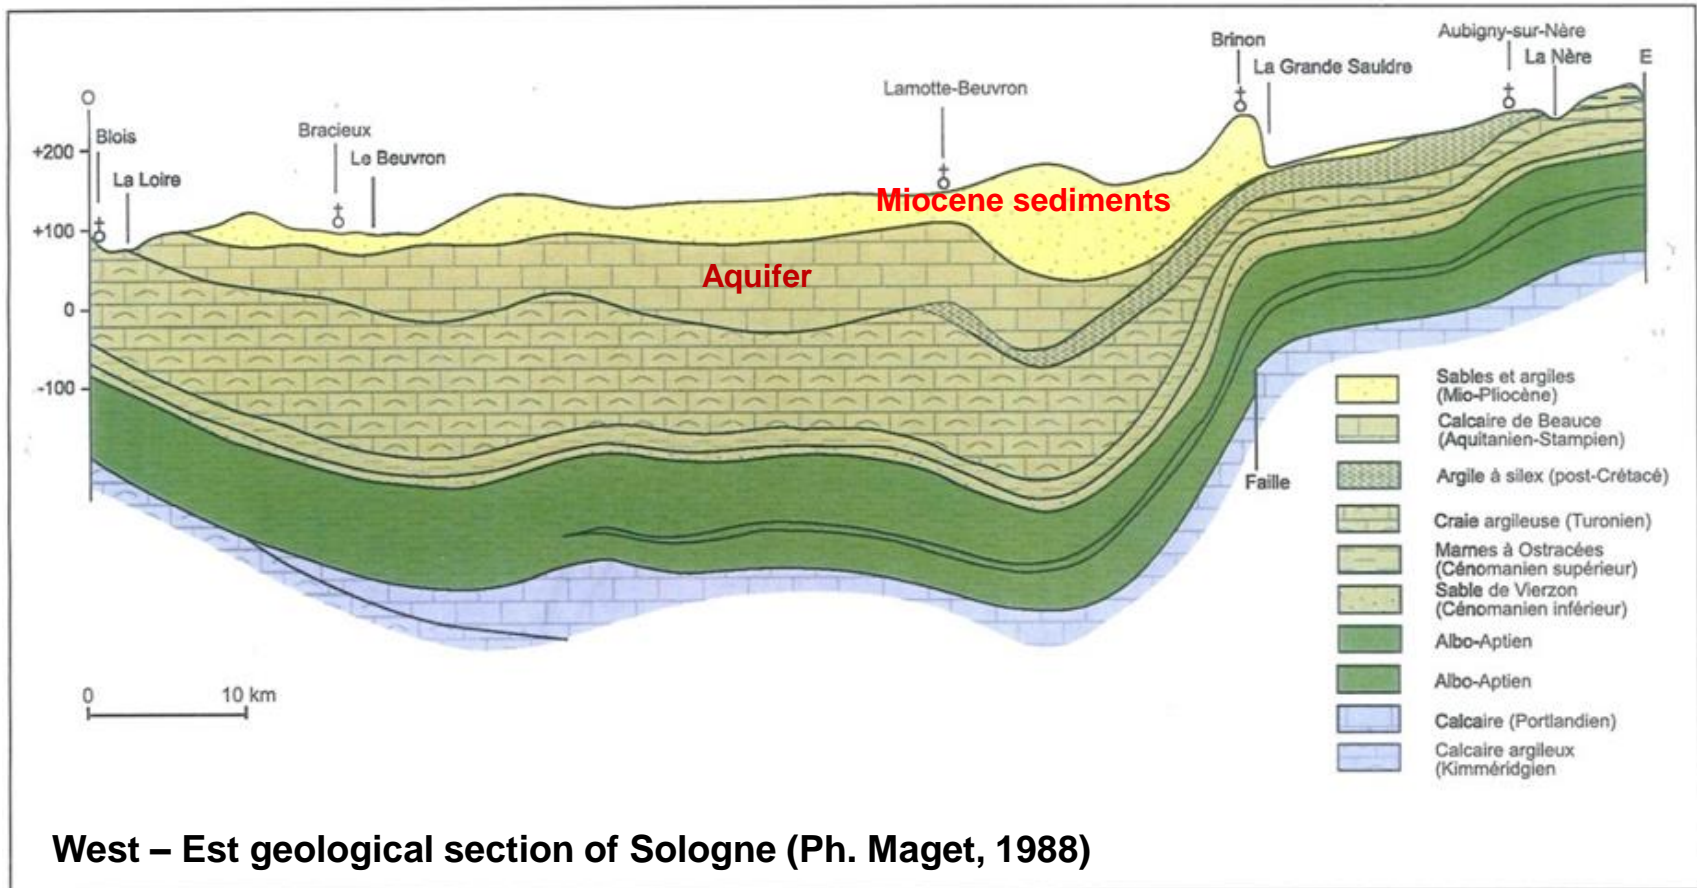 Aubigny-sur-Nère
Brinon
La Nère
E
La Grande Sauldre
Lamotte-Beuvron
O
Bracieux
Blois
Le Beuvron
+200
La Loire
Miocene sediments
+100
Aquifer
0
-100
Sables et argiles
(Mio-Pliocène)
Calcaire de Beauce
(Aquitanien-Stampien)
Faille
Argile à silex (post-Crétacé)
Craie argileuse (Turonien)
Marnes à Ostracées
(Cénomanien supérieur)
Sable de Vierzon
(Cénomanien inférieur)
Albo-Aptien
Albo-Aptien
0 10 km
Calcaire (Portlandien)
Calcaire argileux
(Kimméridgien
West – Est geological section of Sologne (Ph. Maget, 1988)